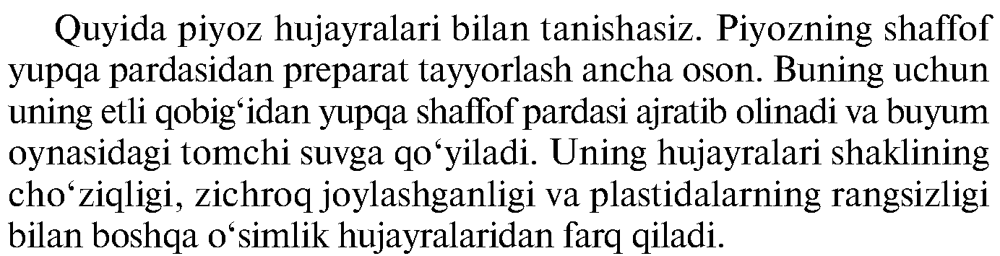 Quyida piyoz hujayralari bilan tanishasiz. Piyozning shaffof
yupqa pardasidan preparat tayyorlash ancha oson. Buning uchun
uning etli qobig‘idan yupqa shaffof pardasi ajratib olinadi va buyum
oynasidagi tomchi suvga qo‘yiladi. Uning hujayralari shaklining
cho‘ziqligi, zichroq joylashganligi va plastidalarning rangsizligi
bilan boshqa o‘simlik hujayralaridan farq qiladi.